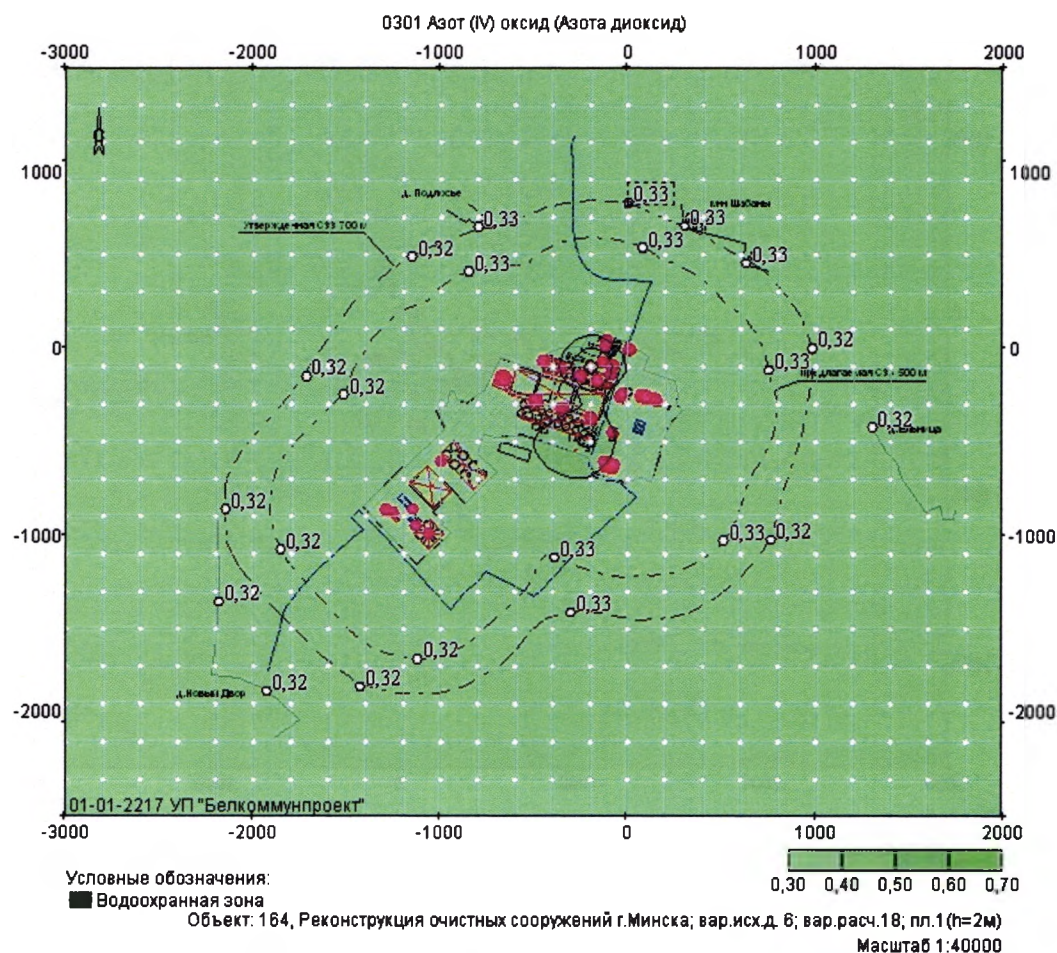 0301 Азот (IV) оксид (Азота диоксид)
-3000 -2000 -1000 0 1000 2000
1000 1000
д. Подлосье
0,33
0,33
мкн Шабаны
0,33
Утвержденная СЗЗ 700 м
0,32
0,33
0,33
0,33
0 0
0,32
0,32
0,32
0,33
Предлагаемая СЗЗ 500 м
0,32
0,32
-1000 -1000
0,32
0,33
0,33
0,32
0,32
0,33
0,32
д.Новый Двор
0,32
0,32
-2000 -2000
01-01-2217 УП "Белкоммунпроект"
-3000 -2000 -1000 0 1000 2000
0,30 0,40 0,50 0,60 0,70
Условные обозначения:
Водоохранная зона
Объект: 164, Реконструкция очистных сооружений г.Минска; вар.исх.д. 6; вар.расч.18; пл.1(h=2м)
Масштаб 1:40000